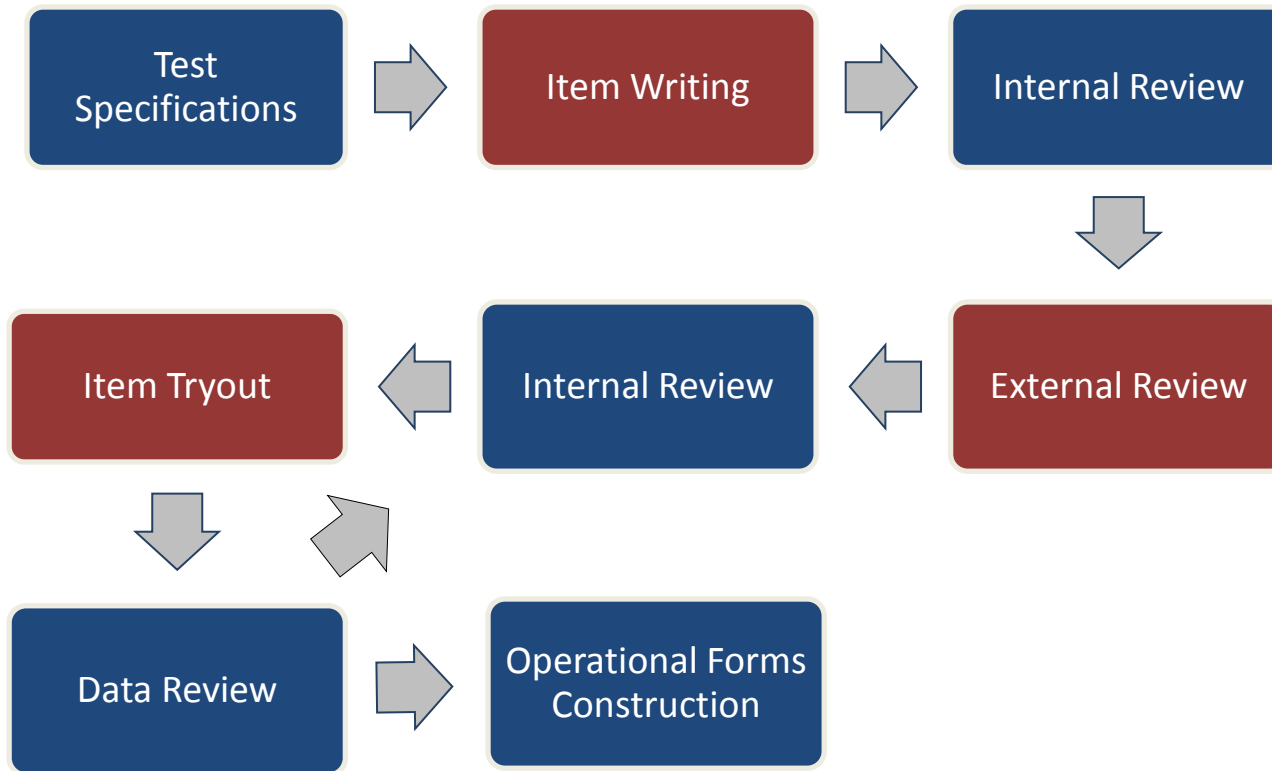 Test
Specifications
Item Writing
Internal Review
Item Tryout
Internal Review
External Review
Data Review
Operational Forms
Construction